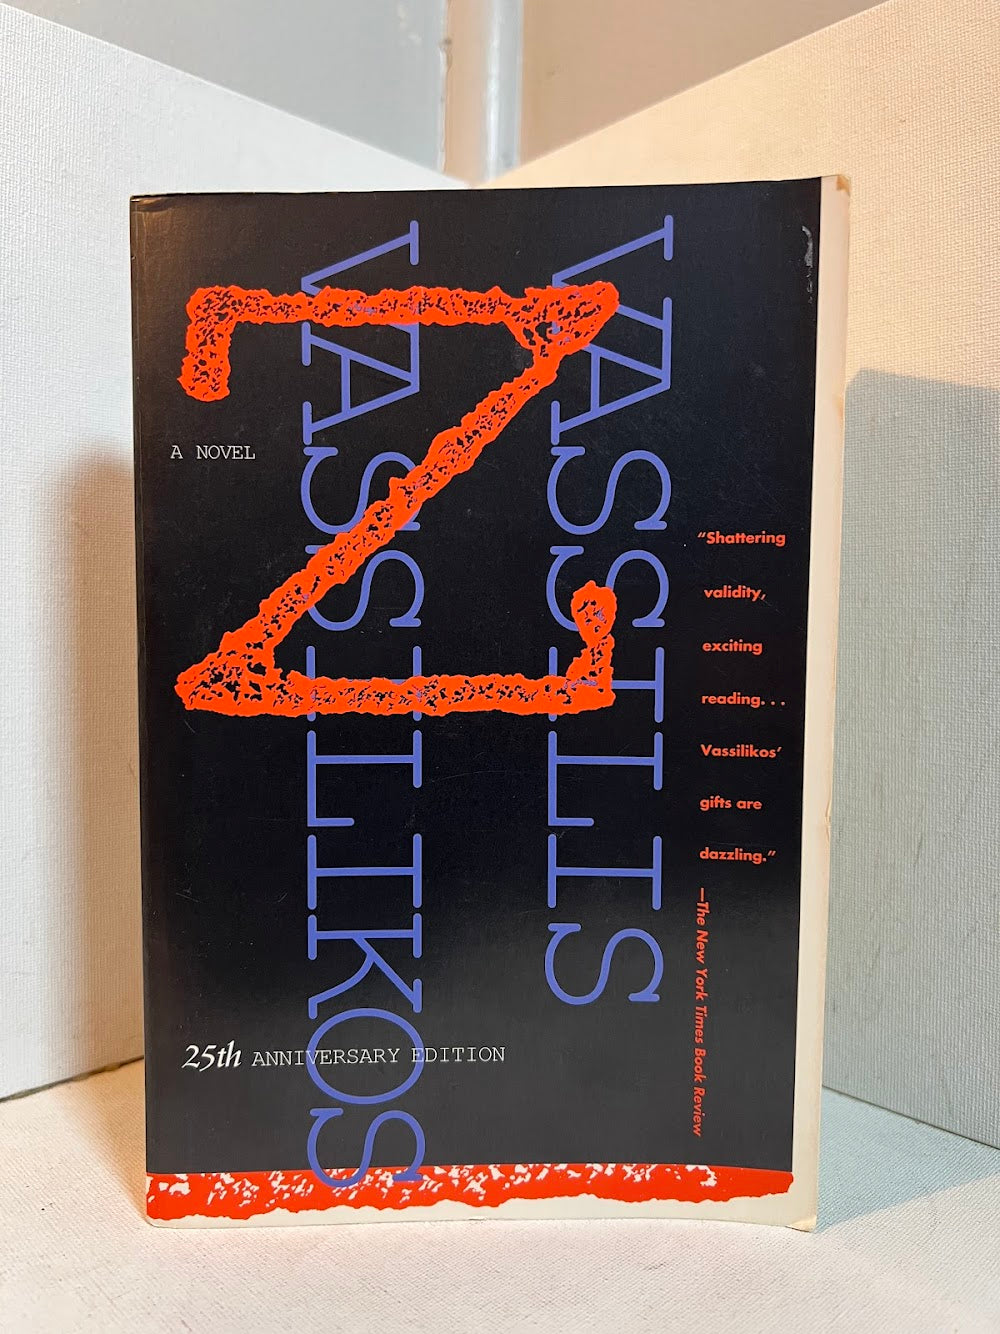 Z
A NOVEL
VASSILIS
VASSILIKOS
“Shattering
validity,
exciting
reading. . .
Vassilikos’
gifts are
dazzling.”
—The New York Times Book Review
25th ANNIVERSARY EDITION